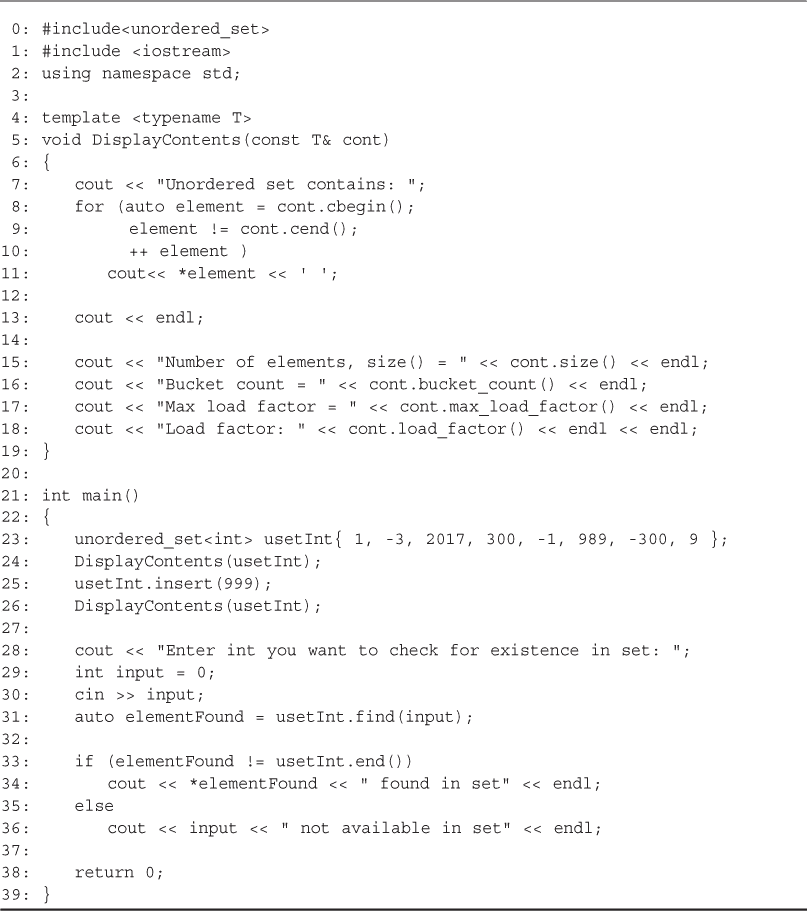 0: #include<unordered_set>
1: #include <iostream>
2: using namespace std;
3:
4: template <typename T>
5: void DisplayContents(const T& cont)
6: {
7:    cout << "Unordered set contains: ";
8:    for (auto element = cont.cbegin();
9:          element != cont.cend();
10:          ++ element )
11:       cout<< *element << ' ';
12:
13:    cout << endl;
14:
15:    cout << "Number of elements, size() = " << cont.size() << endl;
16:    cout << "Bucket count = " << cont.bucket_count() << endl;
17:    cout << "Max load factor = " << cont.max_load_factor() << endl;
18:    cout << "Load factor: " << cont.load_factor() << endl << endl;
19: }
20:
21: int main()
22: {
23:    unordered_set<int> usetInt{ 1, -3, 2017, 300, -1, 989, -300, 9 };
24:    DisplayContents(usetInt);
25:    usetInt.insert(999);
26:    DisplayContents(usetInt);
27:
28:    cout << "Enter int you want to check for existence in set: ";
29:    int input = 0;
30:    cin >> input;
31:    auto elementFound = usetInt.find(input);
32:
33:    if (elementFound != usetInt.end())
34:       cout << *elementFound << " found in set" << endl;
35:    else
36:       cout << input << " not available in set" << endl;
37:
38:    return 0;
39: }